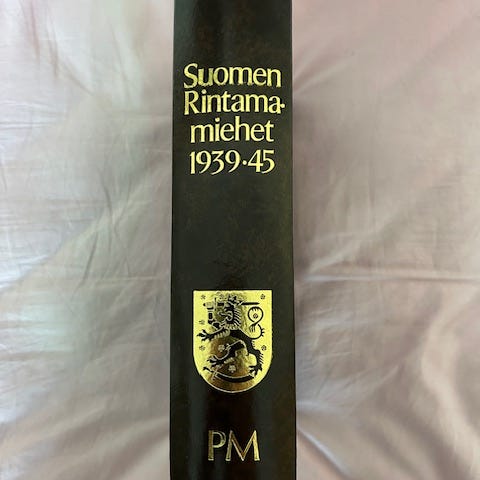 Suomen
Rintama-
miehet
1939·45
PM